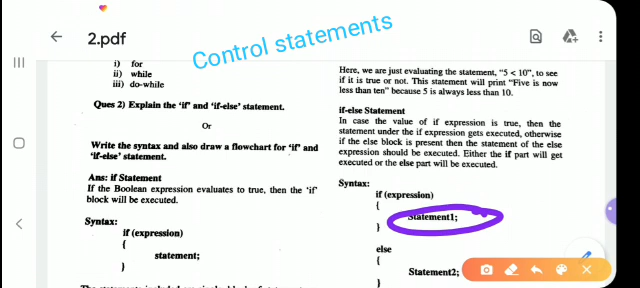 2.pdf
Control statements
i) for
ii) while
iii) do-while
Ques 2) Explain the ‘if’ and ‘if-else’ statement.
Or
Write the syntax and also draw a flowchart for ‘if’ and
‘if-else’ statement.
Ans: if Statement
If the Boolean expression evaluates to true, then the ‘if’
block will be executed.
Syntax:
if (expression)
{
statement;
}
Here, we are just evaluating the statement, “5 < 10”, to see
if it is true or not. This statement will print “Five is now
less than ten” because 5 is always less than 10.
if-else Statement
In case the value of if expression is true, then the
statement under the if expression gets executed, otherwise
if the else block is present then the statement of the else
expression should be executed. Either the if part will get
executed or the else part will be executed.
Syntax:
if (expression)
{
Statement1;
}
else
{
Statement2;
}